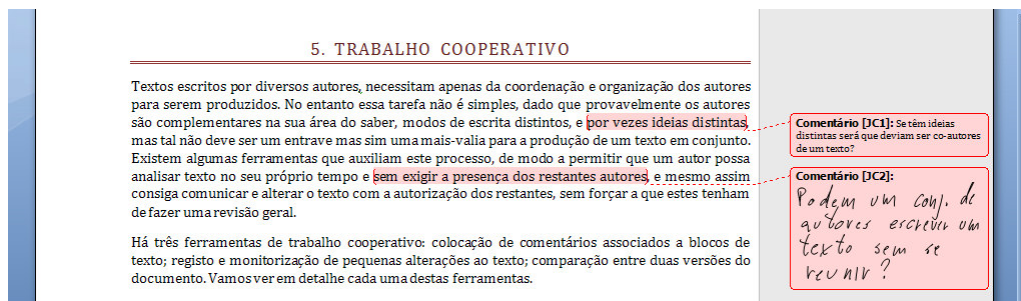 5. TRABALHO COOPERATIVO
Textos escritos por diversos autores, necessitam apenas da coordenação e organização dos autores
para serem produzidos. No entanto essa tarefa não é simples, dado que provavelmente os autores
são complementares na sua área do saber, modos de escrita distintos, e por vezes ideias distintas,
mas tal não deve ser um entrave mas sim uma mais-valia para a produção de um texto em conjunto.
Existem algumas ferramentas que auxiliam este processo, de modo a permitir que um autor possa
analisar texto no seu próprio tempo e sem exigir a presença dos restantes autores, e mesmo assim
consiga comunicar e alterar o texto com a autorização dos restantes, sem forçar a que estes tenham
de fazer uma revisão geral.
Há três ferramentas de trabalho cooperativo: colocação de comentários associados a blocos de
texto; registo e monitorização de pequenas alterações ao texto; comparação entre duas versões do
documento. Vamos ver em detalhe cada uma destas ferramentas.
Comentário [JC1]: Se têm ideias
distintas será que deviam ser co-autores
de um texto?
Comentário [JC2]:
Podem um conj. de
autores escrever um
texto sem se
reunir?